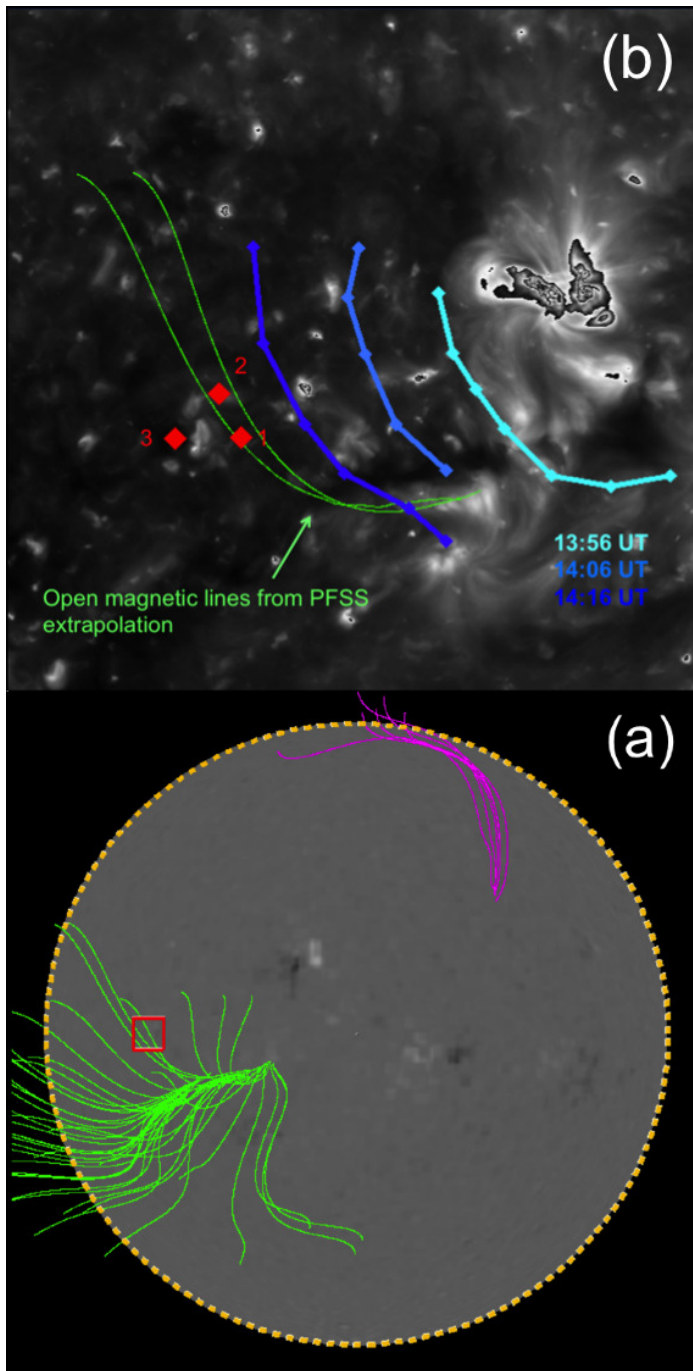 (b)
2
3
1
13:56 UT
14:06 UT
14:16 UT
Open magnetic lines from PFSS
extrapolation
(a)